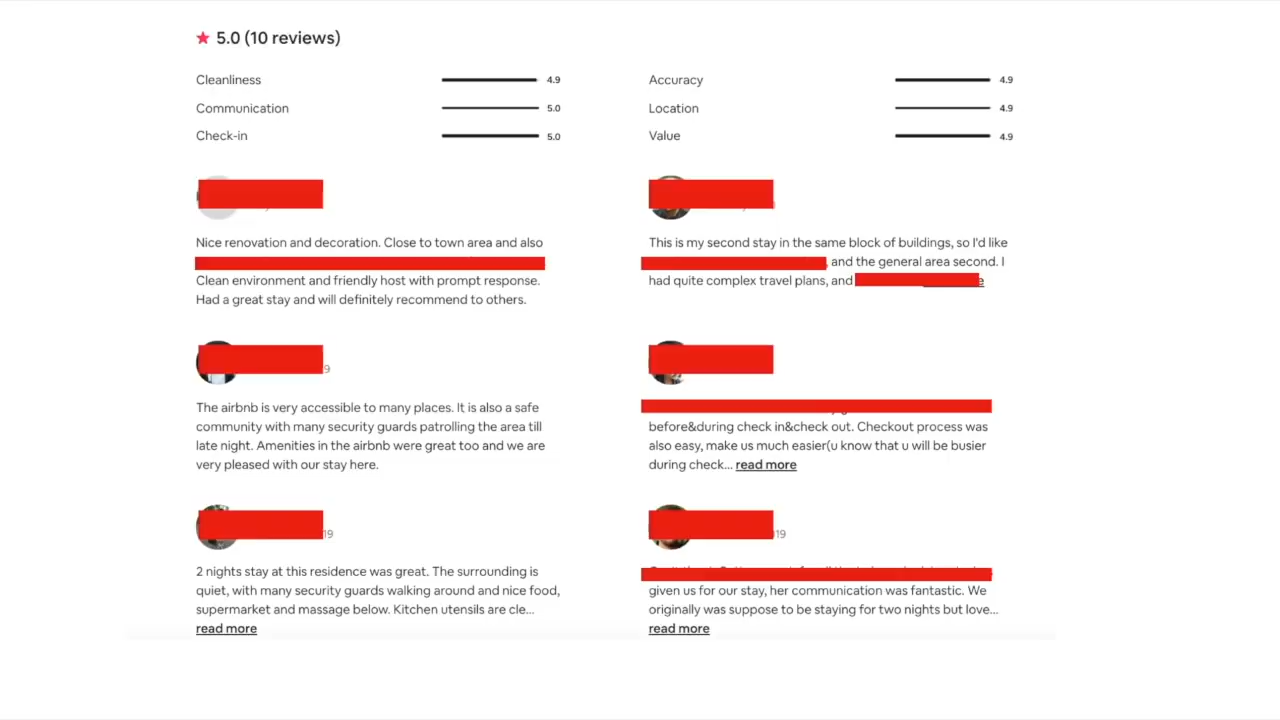 5.0 (10 reviews)
Cleanliness 4.9
Communication 5.0
Check-in 5.0
Accuracy 4.9
Location 4.9
Value 4.9
Nice renovation and decoration. Close to town area and also
Clean environment and friendly host with prompt response.
Had a great stay and will definitely recommend to others.
This is my second stay in the same block of buildings, so I'd like
, and the general area second. I
had quite complex travel plans, and
9
The airbnb is very accessible to many places. It is also a safe
community with many security guards patrolling the area till
late night. Amenities in the airbnb were great too and we are
very pleased with our stay here.
before&during check in&check out. Checkout process was
also easy, make us much easier(u know that u will be busier
during check... read more
19
2 nights stay at this residence was great. The surrounding is
quiet, with many security guards walking around and nice food,
supermarket and massage below. Kitchen utensils are cle...
read more
19
given us for our stay, her communication was fantastic. We
originally was suppose to be staying for two nights but love...
read more